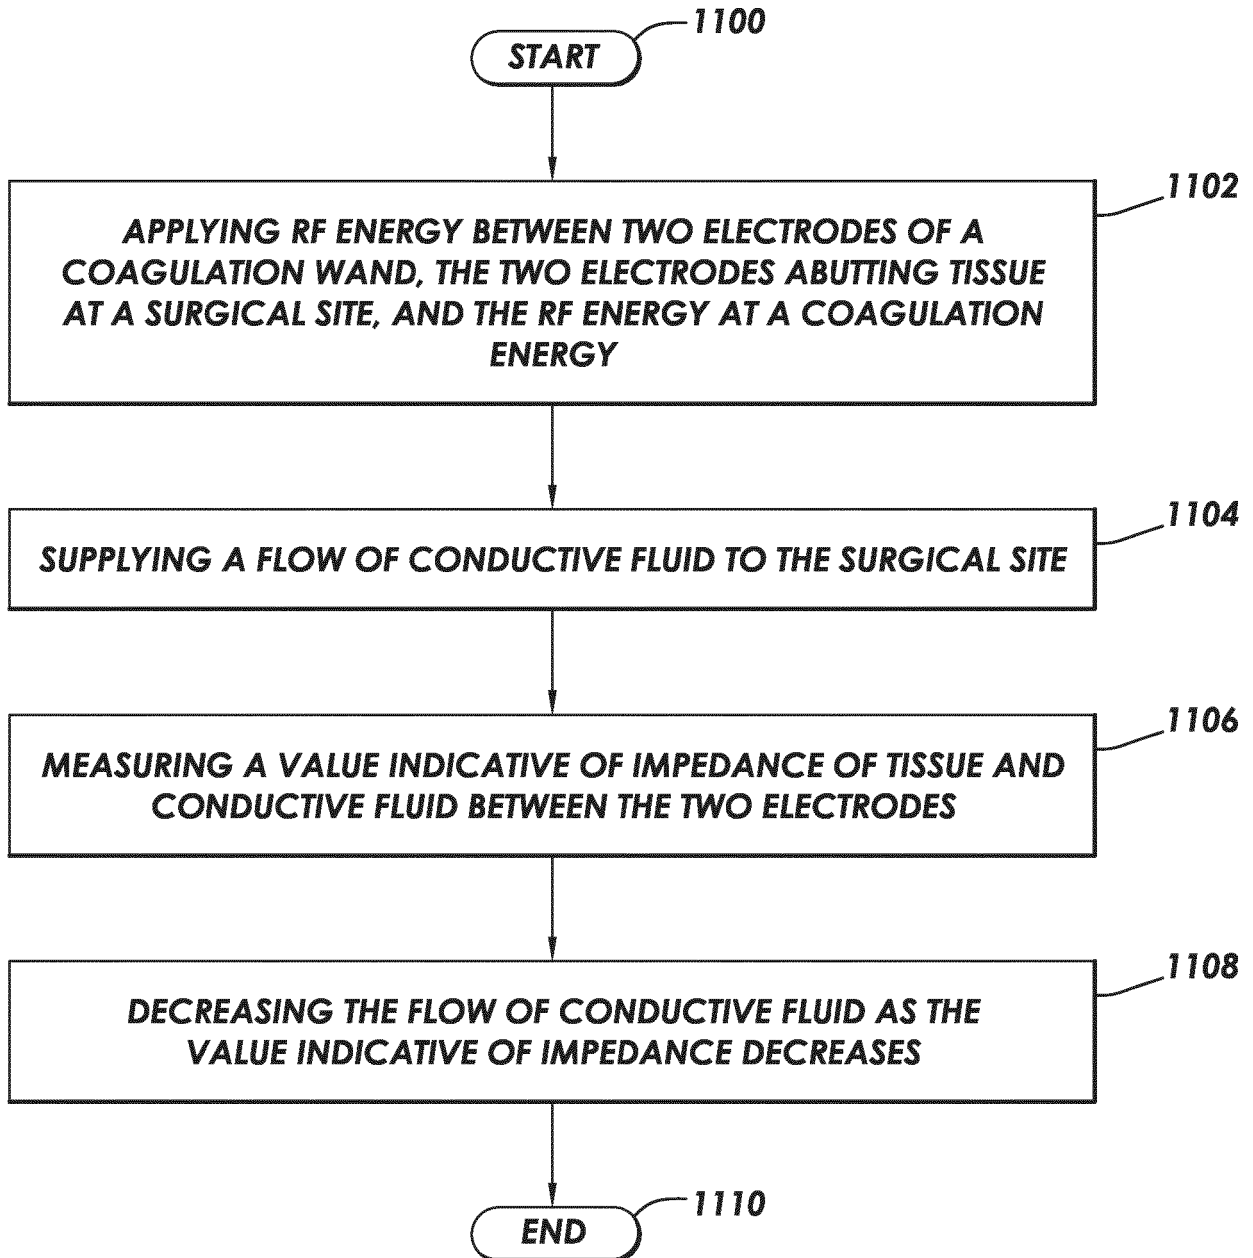 1100
START
1102
APPLYING RF ENERGY BETWEEN TWO ELECTRODES OF A
COAGULATION WAND, THE TWO ELECTRODES ABUTTING TISSUE
AT A SURGICAL SITE, AND THE RF ENERGY AT A COAGULATION
ENERGY
1104
SUPPLYING A FLOW OF CONDUCTIVE FLUID TO THE SURGICAL SITE
1106
MEASURING A VALUE INDICATIVE OF IMPEDANCE OF TISSUE AND
CONDUCTIVE FLUID BETWEEN THE TWO ELECTRODES
1108
DECREASING THE FLOW OF CONDUCTIVE FLUID AS THE
VALUE INDICATIVE OF IMPEDANCE DECREASES
1110
END